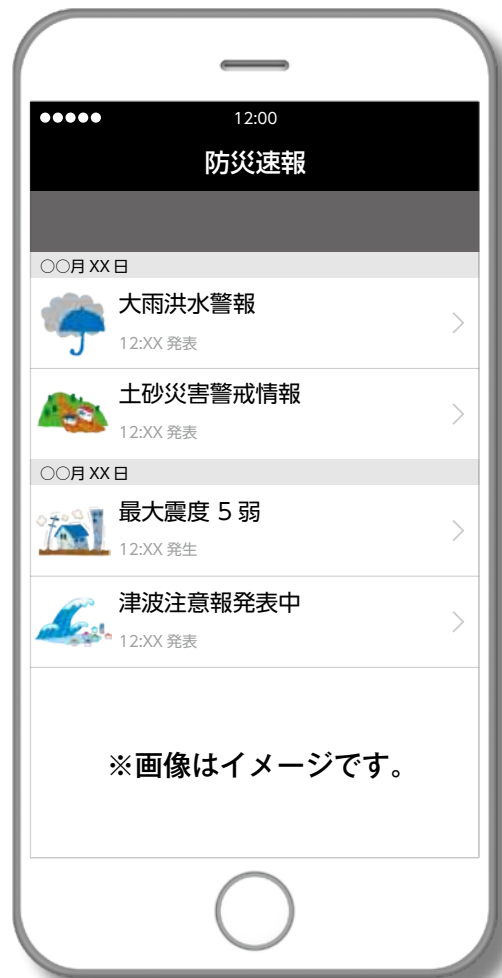 12:00
防災速報
○○月 XX 日
大雨洪水警報
12:XX 発表
土砂災害警戒情報
12:XX 発表
○○月 XX 日
最大震度 5 弱
12:XX 発生
津波注意報発表中
12:XX 発表
※画像はイメージです。